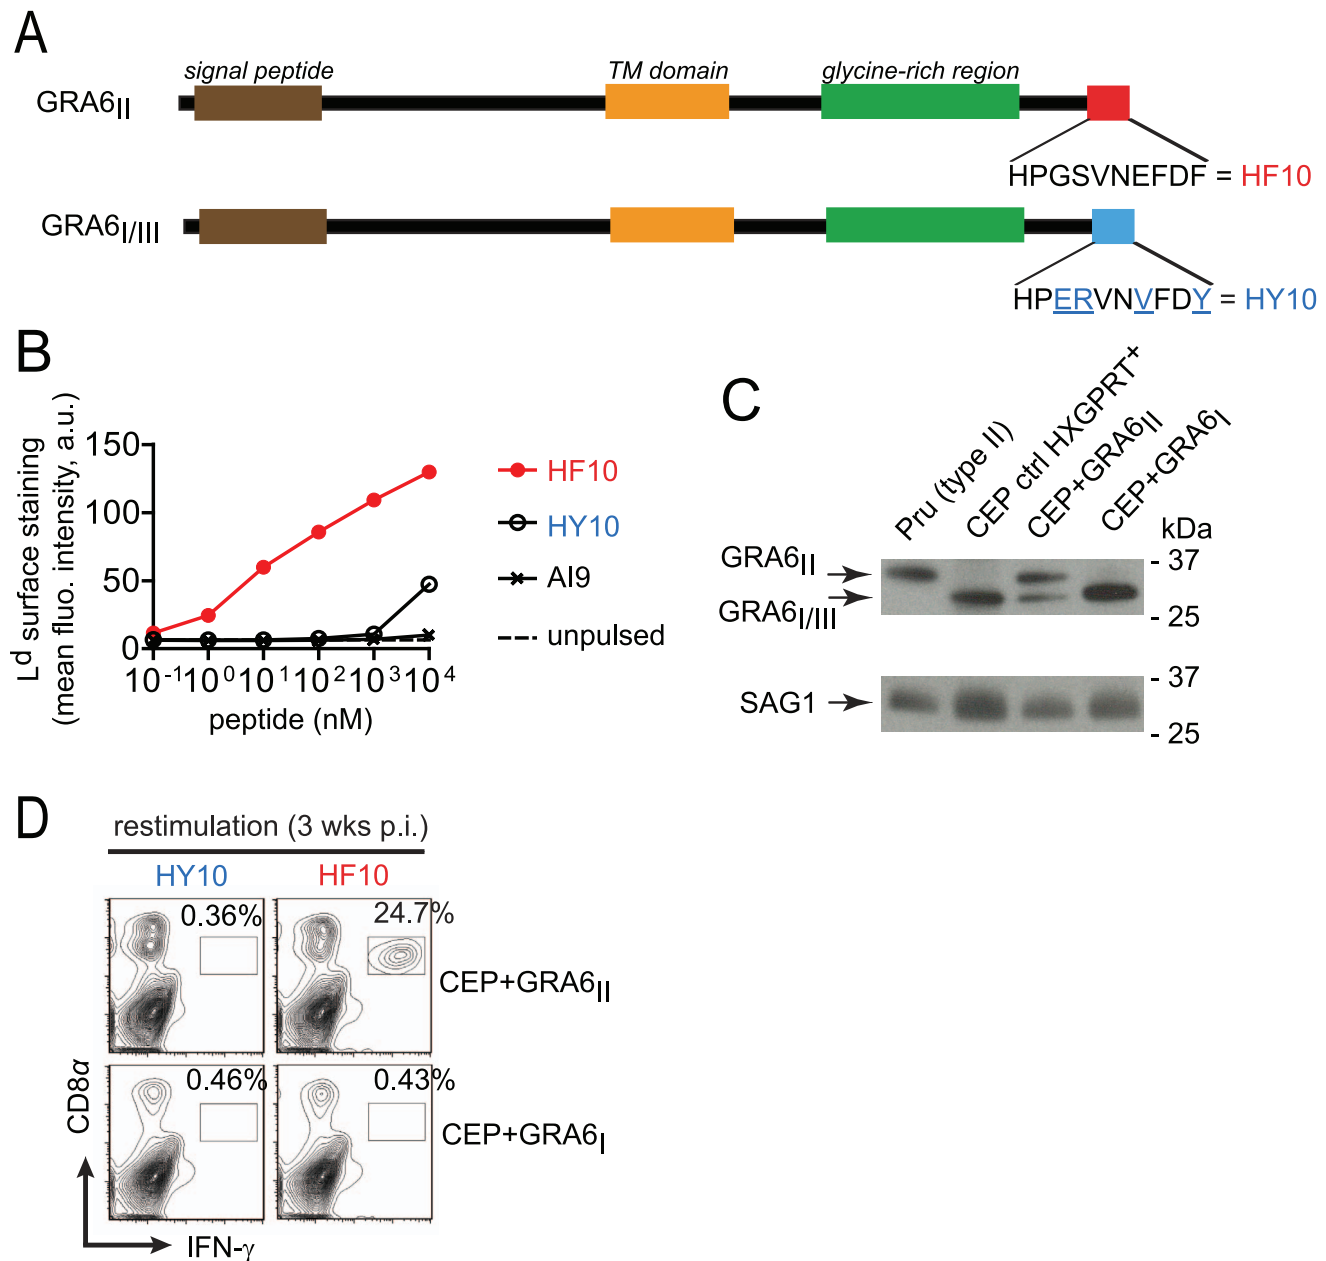 A
signal peptide TM domain glycine-rich region
GRA6II
HPGSVNEFDF = HF10
GRA6I/III
HPERVNVFDY = HY10
B
Ld surface staining
(mean fluo. intensity, a.u.)
150
100
50
0
10-1 100 101 102 103 104
peptide (nM)
HF10
HY10
AI9
unpulsed
C
Pru (type II)
CEP ctrl HXGPRT+
CEP+GRA6II
CEP+GRA6I
kDa
GRA6II
GRA6I/III
- 37
- 25
SAG1
- 37
- 25
D
restimulation (3 wks p.i.)
HY10 HF10
0.36% 24.7%
CEP+GRA6II
0.46% 0.43%
CEP+GRA6I
CD8α
IFN-γ